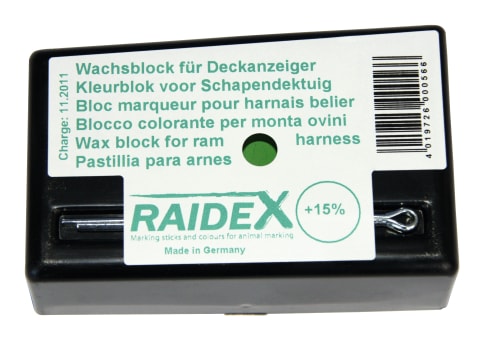 Wachsblock für Deckanzeiger
Kleurblok voor Schapendektuig
Bloc marqueur pour harnais belier
Blocco colorante per monta ovini
Wax block for ram harness
Pastillia para arnes
Charge: 11.2011
4 019726 000566
RAIDEX
+15%
Marking sticks and colours for animal marking
Made in Germany